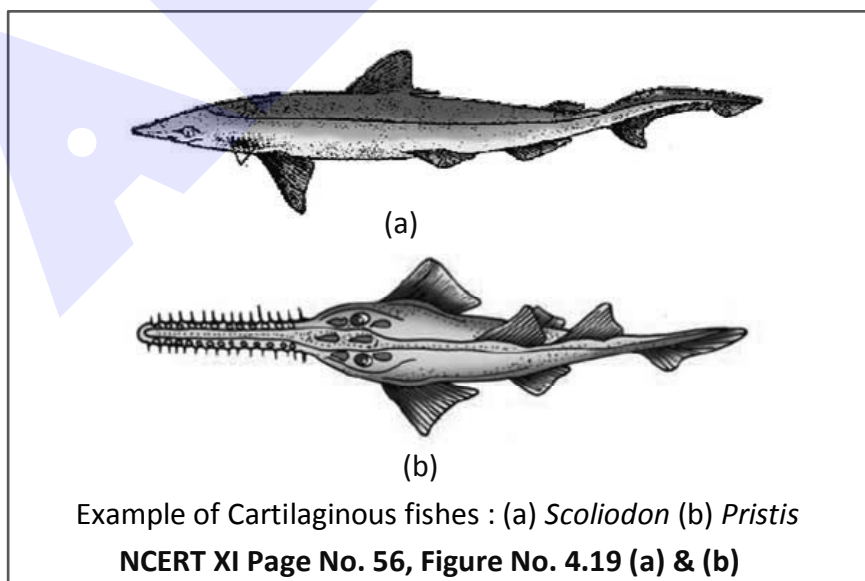 (a)
(b)
Example of Cartilaginous fishes : (a) Scoliodon (b) Pristis
NCERT XI Page No. 56, Figure No. 4.19 (a) & (b)